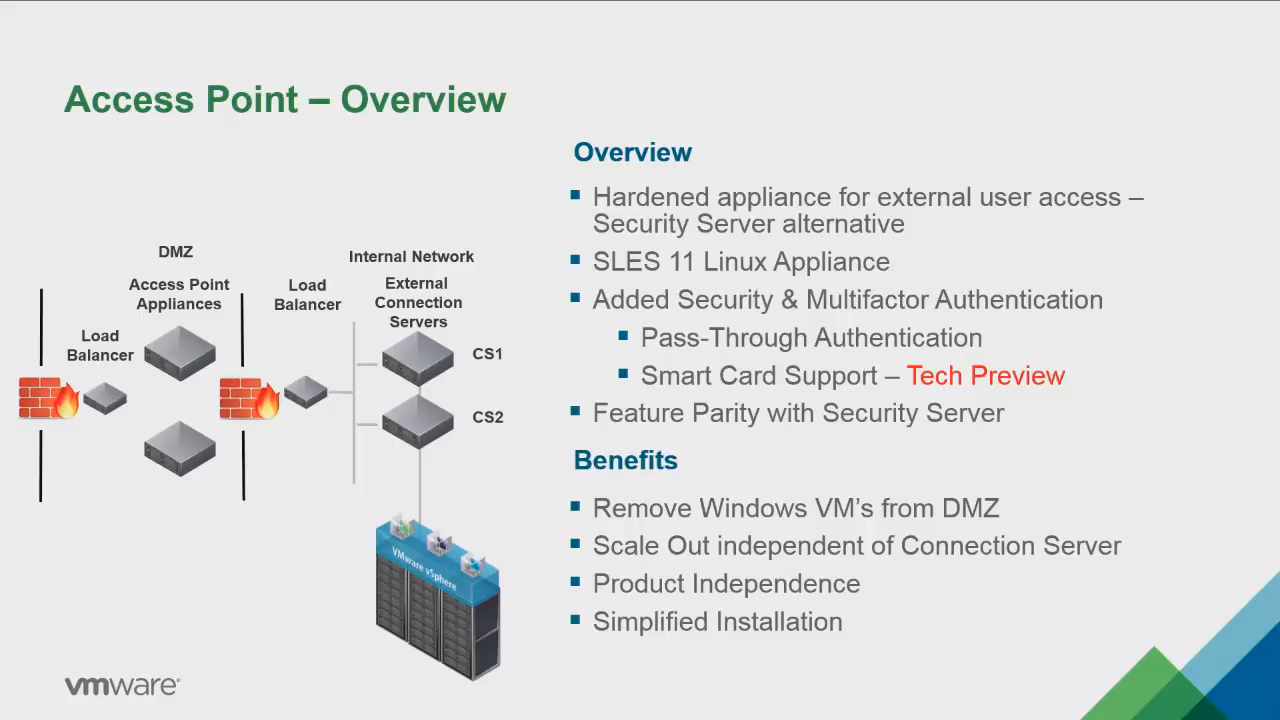 Access Point – Overview
DMZ
Access Point
Appliances
Load
Balancer
Load
Balancer
Internal Network
External
Connection
Servers
CS1
CS2
VMware vSphere
Overview
Hardened appliance for external user access –
Security Server alternative
SLES 11 Linux Appliance
Added Security & Multifactor Authentication
Pass-Through Authentication
Smart Card Support – Tech Preview
Feature Parity with Security Server
Benefits
Remove Windows VM’s from DMZ
Scale Out independent of Connection Server
Product Independence
Simplified Installation
vmware